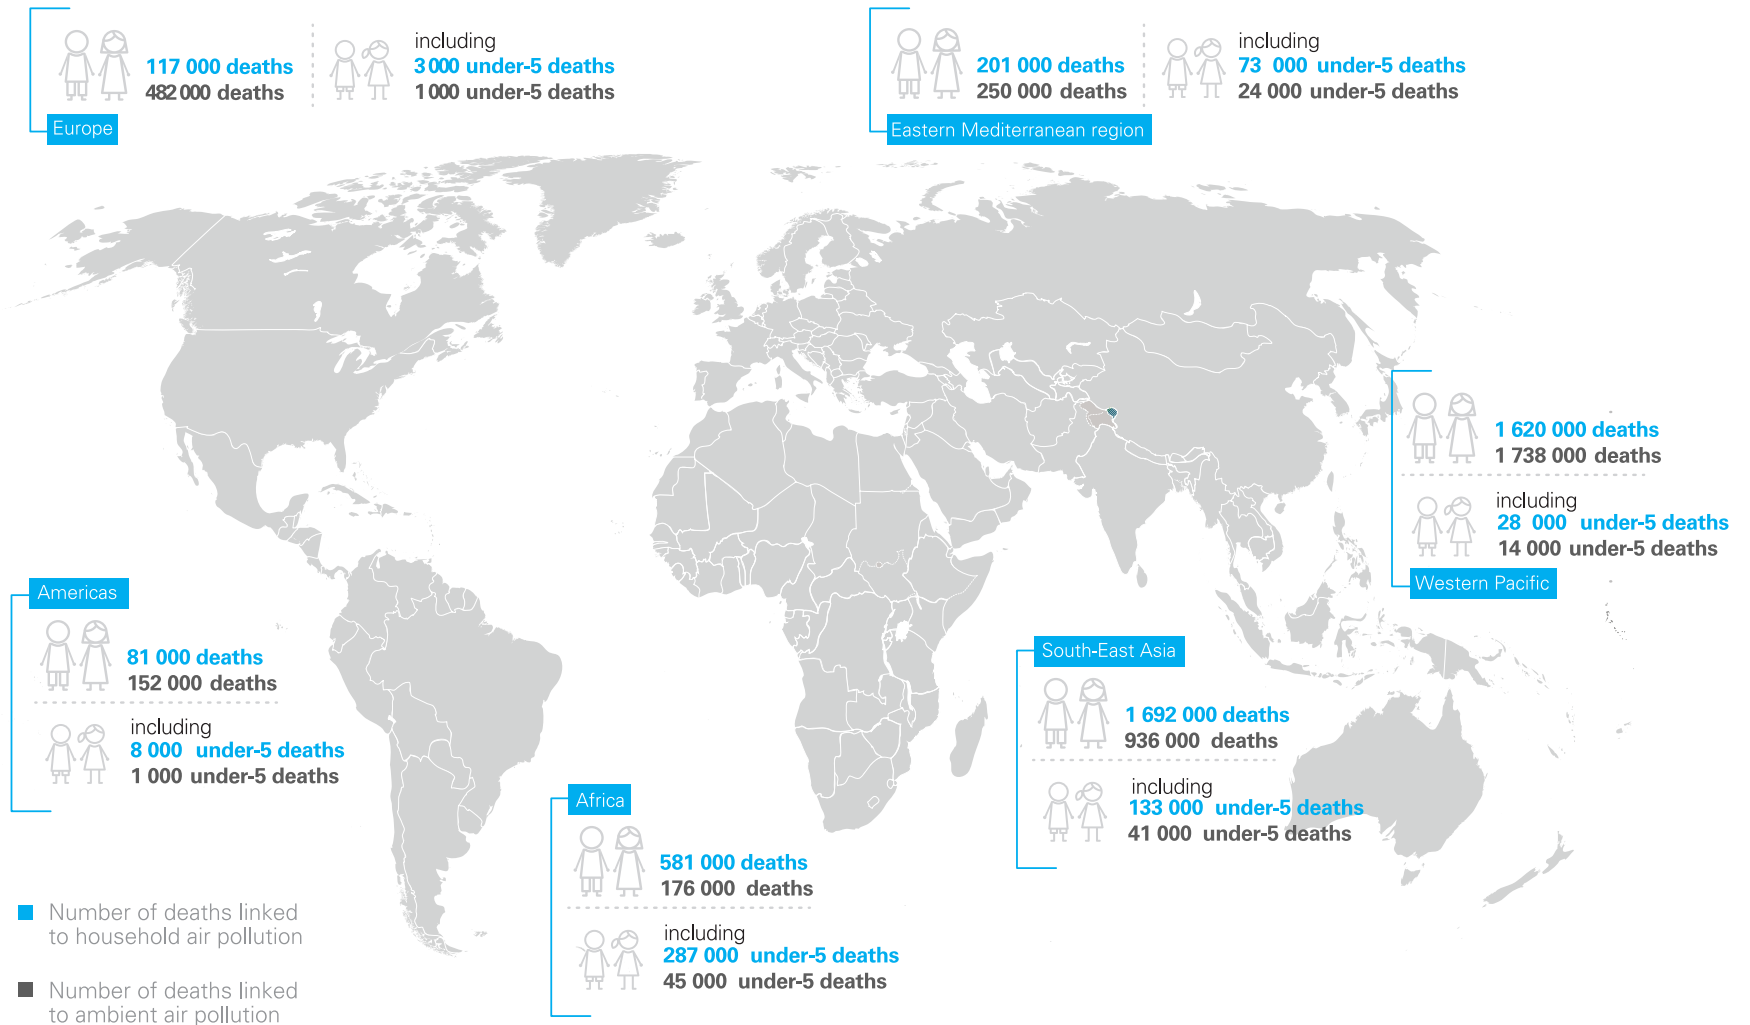 117 000 deaths
482 000 deaths
including
3 000 under-5 deaths
1 000 under-5 deaths
Europe
201 000 deaths
250 000 deaths
including
73 000 under-5 deaths
24 000 under-5 deaths
Eastern Mediterranean region
1 620 000 deaths
1 738 000 deaths
including
28 000 under-5 deaths
14 000 under-5 deaths
Western Pacific
Americas
81 000 deaths
152 000 deaths
including
8 000 under-5 deaths
1 000 under-5 deaths
South-East Asia
1 692 000 deaths
936 000 deaths
including
133 000 under-5 deaths
41 000 under-5 deaths
Africa
581 000 deaths
176 000 deaths
including
287 000 under-5 deaths
45 000 under-5 deaths
Number of deaths linked
to household air pollution
Number of deaths linked
to ambient air pollution